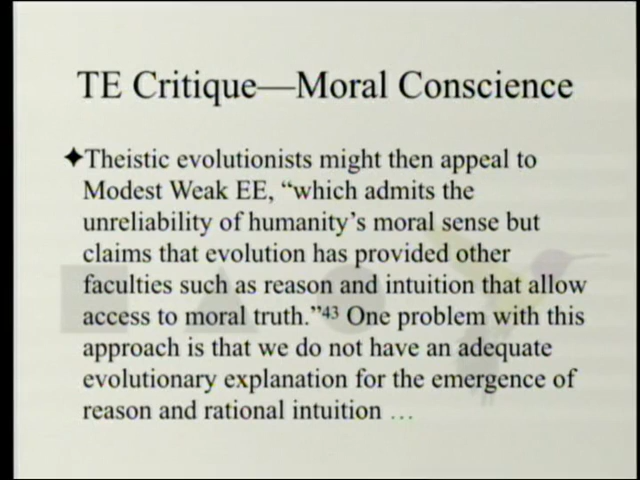 TE Critique—Moral Conscience
✦Theistic evolutionists might then appeal to
Modest Weak EE, “which admits the
unreliability of humanity’s moral sense but
claims that evolution has provided other
faculties such as reason and intuition that allow
access to moral truth.”⁴³ One problem with this
approach is that we do not have an adequate
evolutionary explanation for the emergence of
reason and rational intuition …